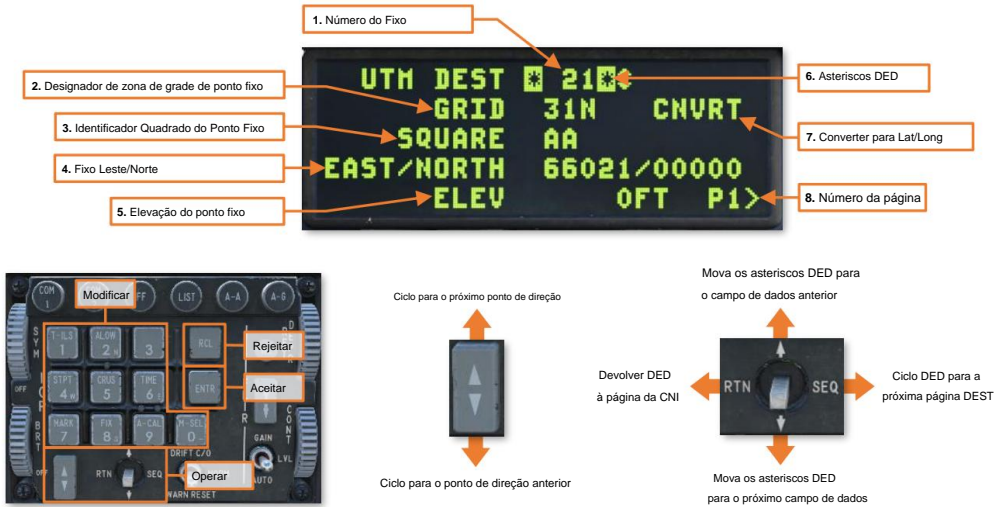 1. Número do Fixo
2. Designador de zona de grade de ponto fixo
3. Identificador Quadrado do Ponto Fixo
4. Fixo Leste/Norte
5. Elevação do ponto fixo
UTM DEST * 21*
GRID 31N CNVRT
SQUARE AA
EAST/NORTH 66021/00000
ELEV 0FT P1>
6. Asteriscos DED
7. Converter para Lat/Long
8. Número da página
COM 1
LIST
A-A
A-G
Modificar
T-ILS 1
ALOW 2 N
3
RCL
Rejeitar
STPT 4 W
CRUS 5
TIME 6 E
ENTR
Aceitar
MARK 7
FIX 8 S
A-CAL 9
M-SEL 0 -
SYM
ICP
BRT
OFF
OFF
CONT
GAIN
LVL
AUTO
DRIFT C/O
WARN RESET
RTN SEQ
Operar
Ciclo para o próximo ponto de direção
Ciclo para o ponto de direção anterior
Mova os asteriscos DED para
o campo de dados anterior
Devolver DED
à página da CNI
RTN SEQ
Ciclo DED para a
próxima página DEST
Mova os asteriscos DED
para o próximo campo de dados